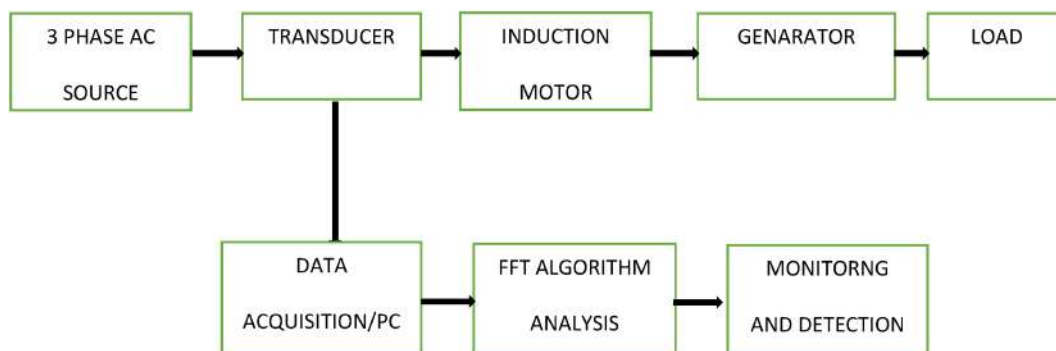 3 PHASE AC
SOURCE
TRANSDUCER
INDUCTION
MOTOR
GENARATOR
LOAD
DATA
ACQUISITION/PC
FFT ALGORITHM
ANALYSIS
MONITORNG
AND DETECTION